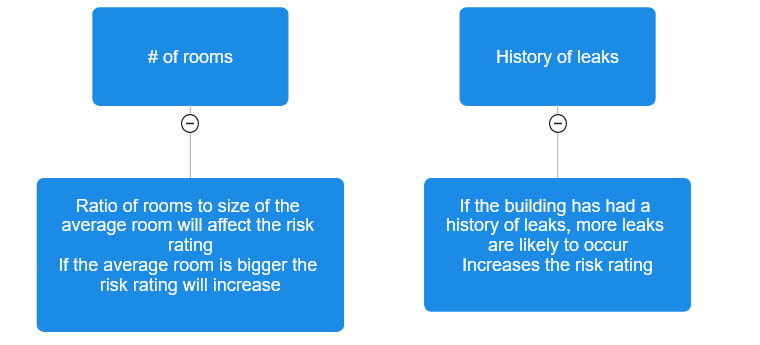 # of rooms
History of leaks
Ratio of rooms to size of the
average room will affect the risk
rating
If the average room is bigger the
risk rating will increase
If the building has had a
history of leaks, more leaks
are likely to occur
Increases the risk rating